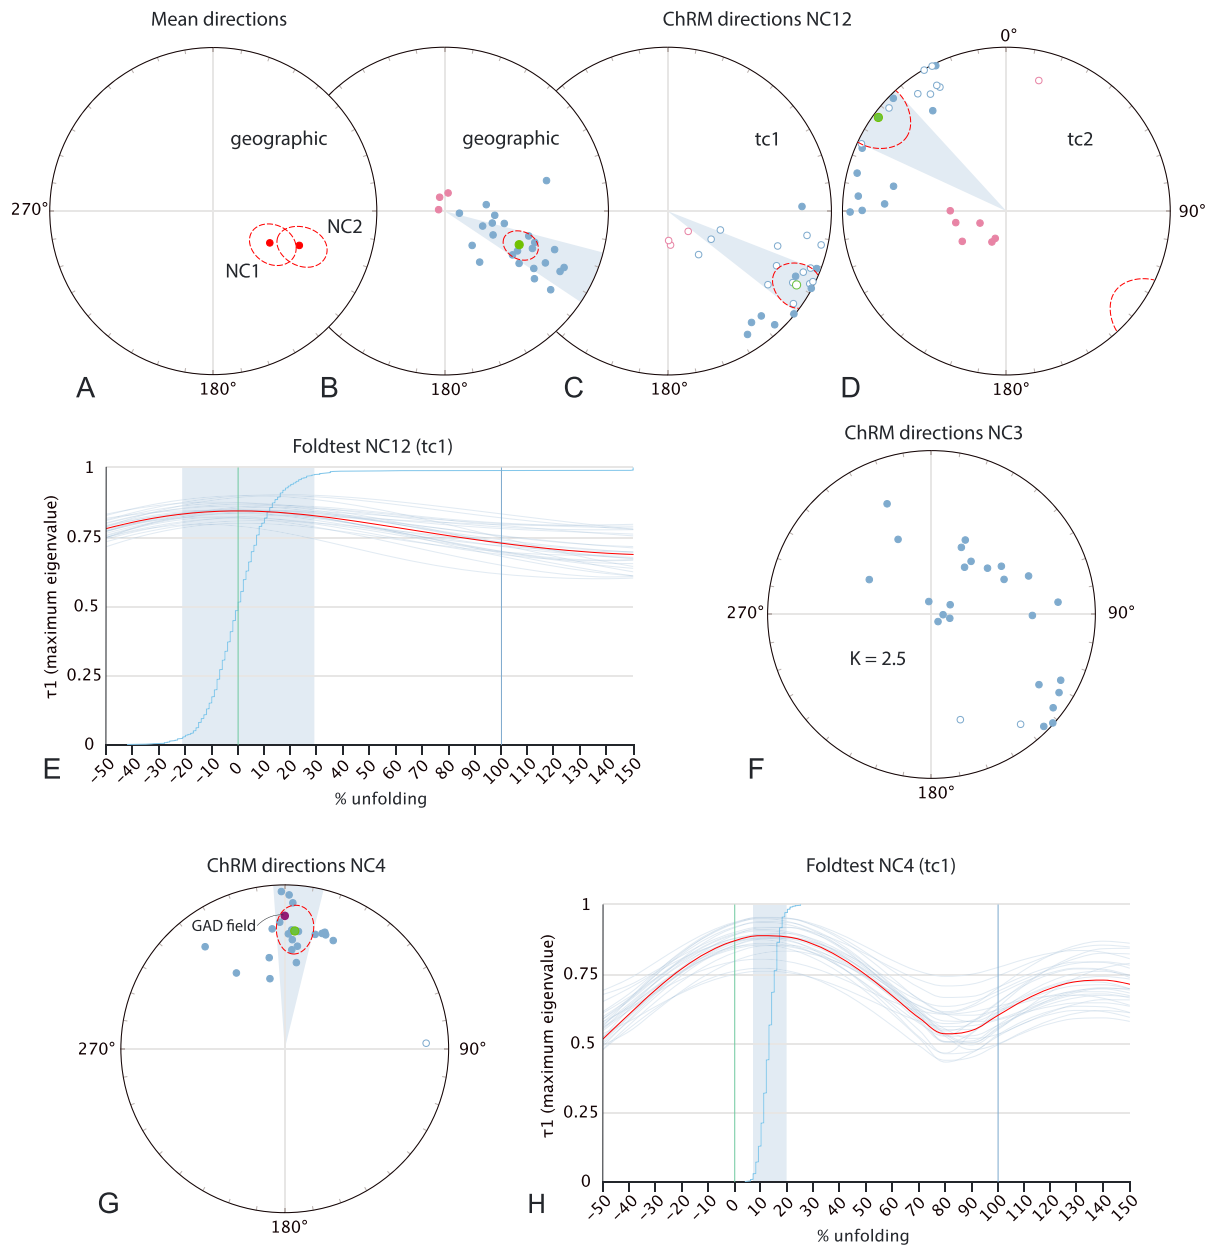 Mean directions
ChRM directions NC12
geographic
geographic
tc1
tc2
0°
270°
90°
NC1
NC2
180°
180°
180°
180°
A
B
C
D
Foldtest NC12 (tc1)
τ1 (maximum eigenvalue)
1
0.75
0.5
0.25
0
-50 -40 -30 -20 -10 0 10 20 30 40 50 60 70 80 90 100 110 120 130 140 150
% unfolding
E
ChRM directions NC3
270°
90°
K = 2.5
180°
F
ChRM directions NC4
GAD field
270°
90°
180°
G
Foldtest NC4 (tc1)
τ1 (maximum eigenvalue)
1
0.75
0.5
0.25
0
-50 -40 -30 -20 -10 0 10 20 30 40 50 60 70 80 90 100 110 120 130 140 150
% unfolding
H